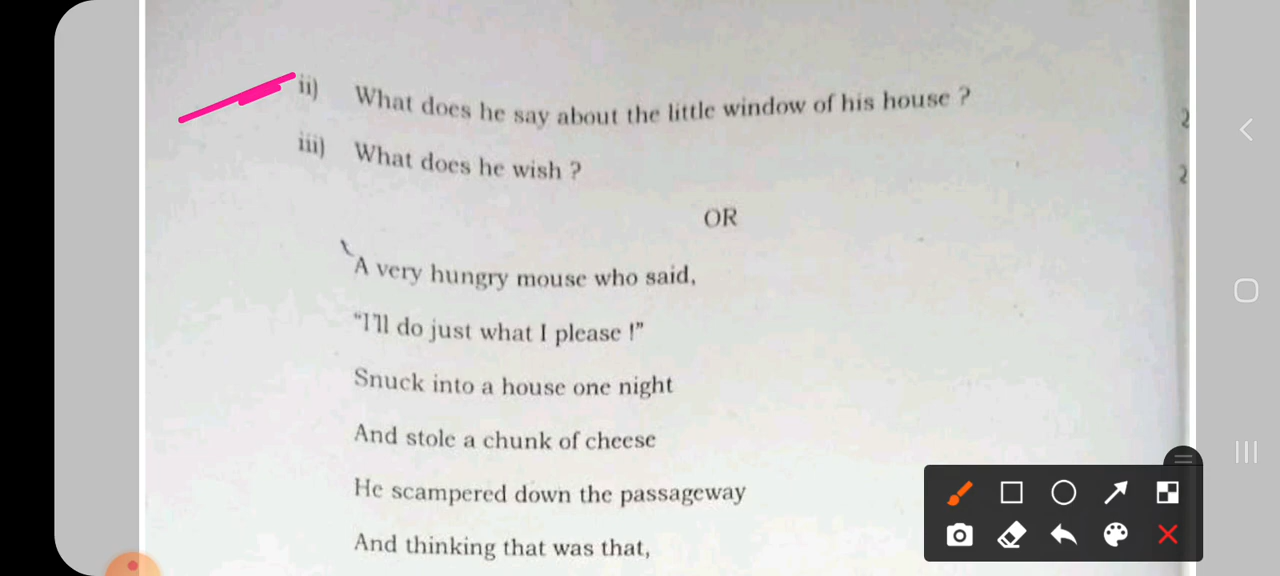 ii) What does he say about the little window of his house ?
2
iii) What does he wish ?
2
OR
A very hungry mouse who said,
"I'll do just what I please !"
Snuck into a house one night
And stole a chunk of cheese
He scampered down the passageway
And thinking that was that,